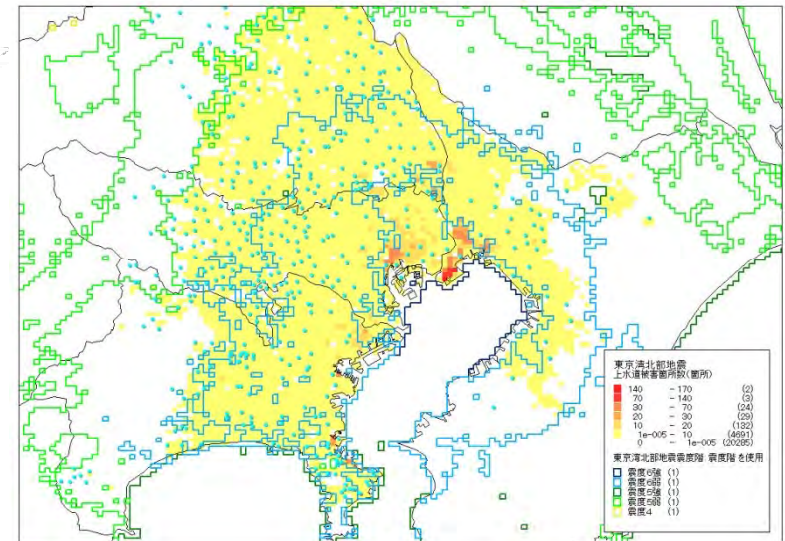 東京湾北部地震
上水道被害箇所数(箇所)
140 - 170 (2)
70 - 140 (3)
30 - 70 (24)
20 - 30 (29)
10 - 20 (132)
1e-005 - 10 (4691)
0 - 1e-005 (20285)
東京湾北部地震震度階 震度階 を使用
震度6強 (1)
震度6弱 (1)
震度5強 (1)
震度5弱 (1)
震度4 (1)